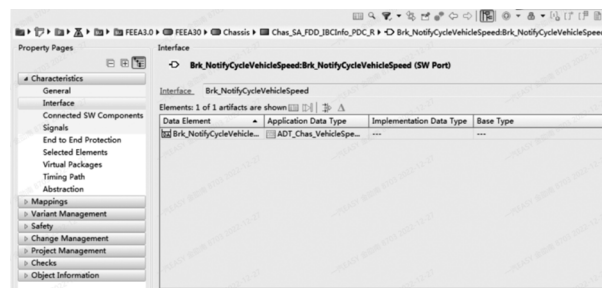 FEEA3.0 FEEA30 Chassis Chas_SA_FDD_IBCInfo_PDC_R Brk_NotifyCycleVehicleSpeed:Brk_NotifyCycleVehicleSpee
Property Pages
Interface
Brk_NotifyCycleVehicleSpeed:Brk_NotifyCycleVehicleSpeed (SW Port)
Characteristics
General
Interface
Connected SW Components
Signals
End to End Protection
Selected Elements
Virtual Packages
Timing Path
Abstraction
Mappings
Variant Management
Safety
Change Management
Project Management
Checks
Object Information
Interface Brk_NotifyCycleVehicleSpeed
Elements: 1 of 1 artifacts are shown
Data Element Application Data Type Implementation Data Type Base Type
Brk_NotifyCycleVehicle... ADT_Chas_VehicleSpe... --- ---